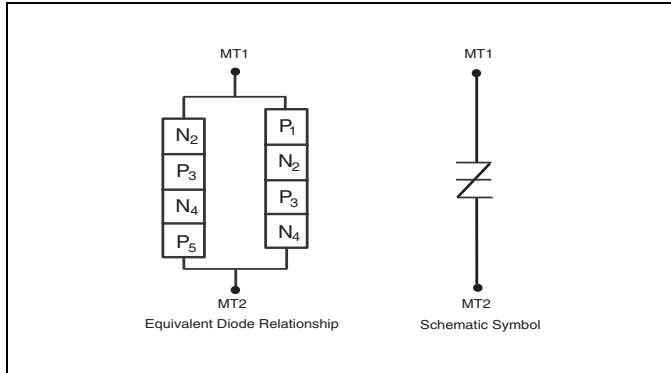 MT1
N2
P3
N4
P5
P1
N2
P3
N4
MT2
Equivalent Diode Relationship
MT1
MT2
Schematic Symbol